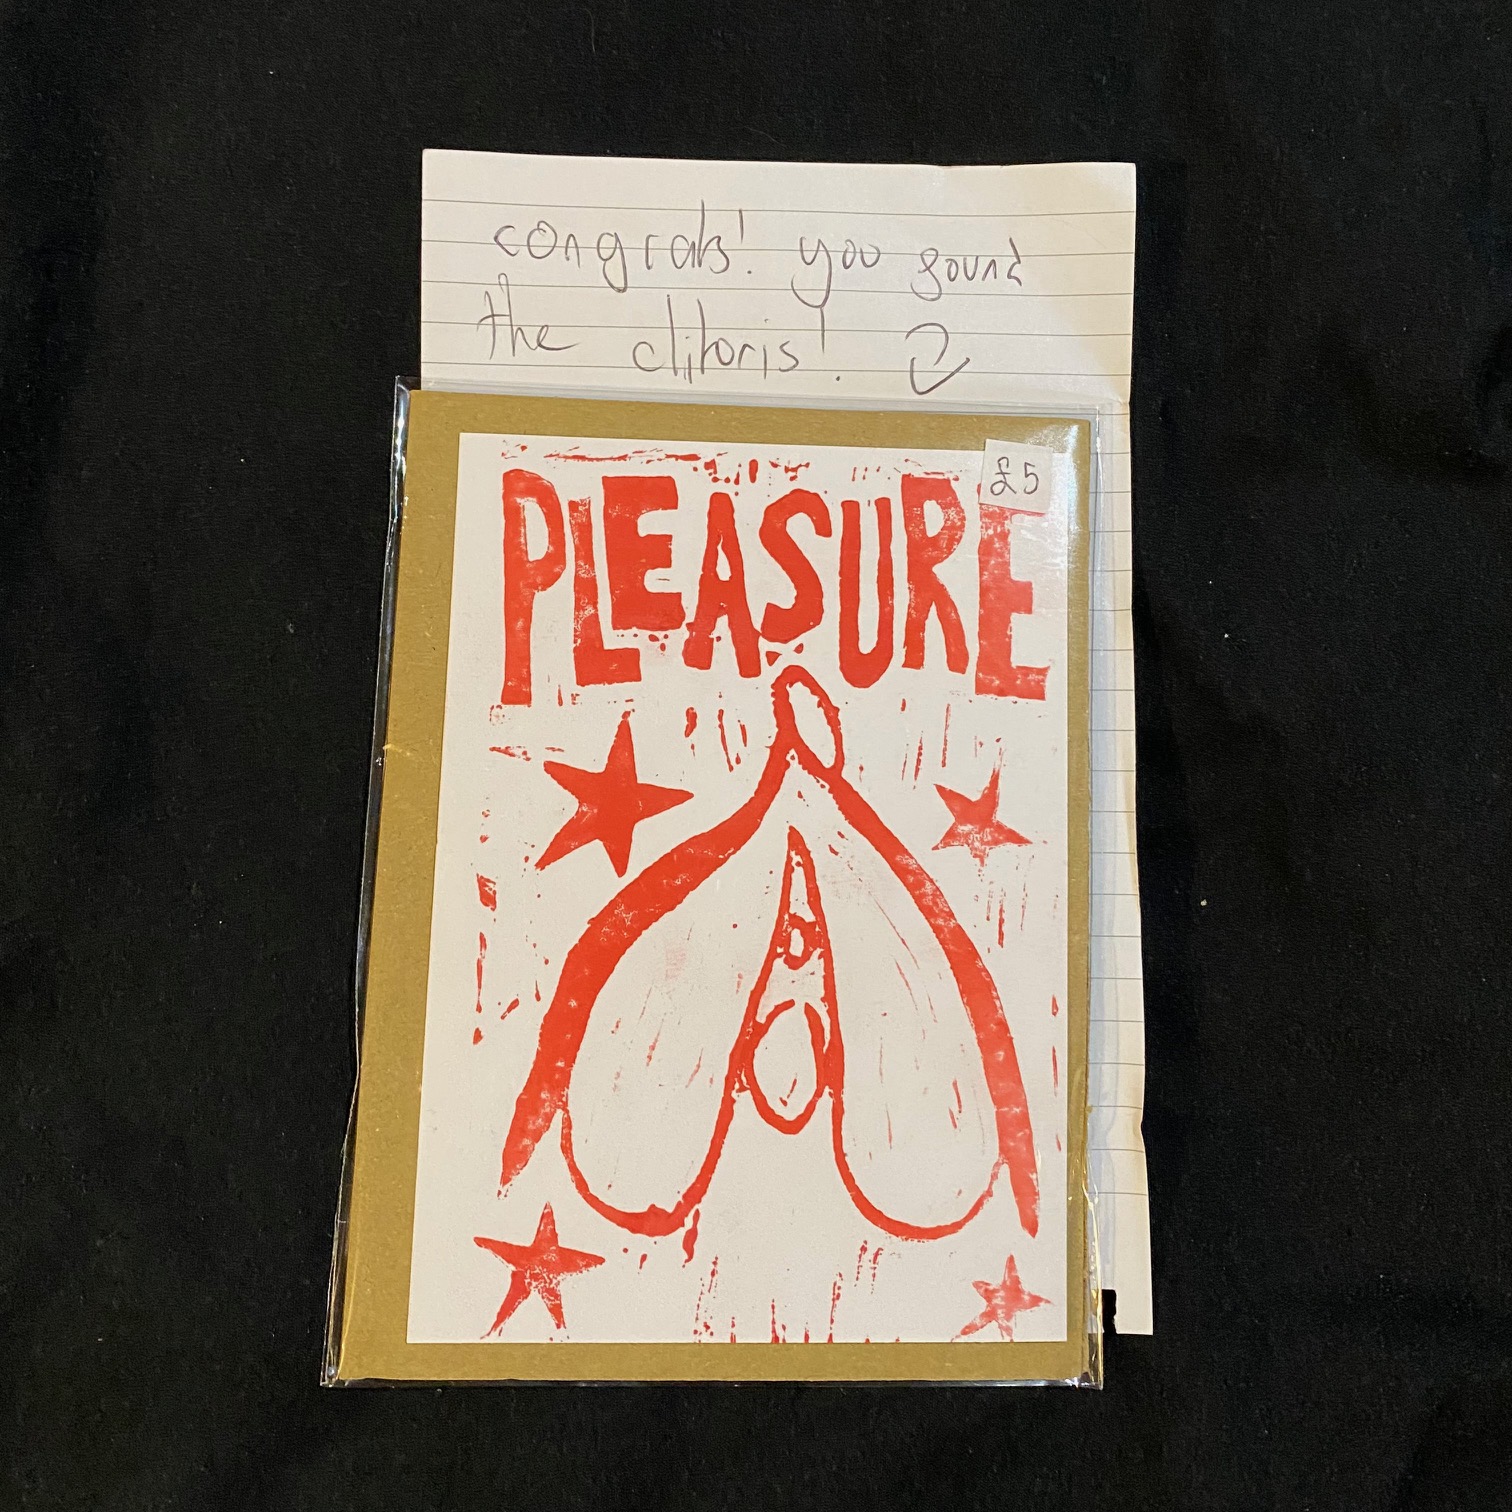 congrats! you found
the clitoris!
£5
PLEASURE